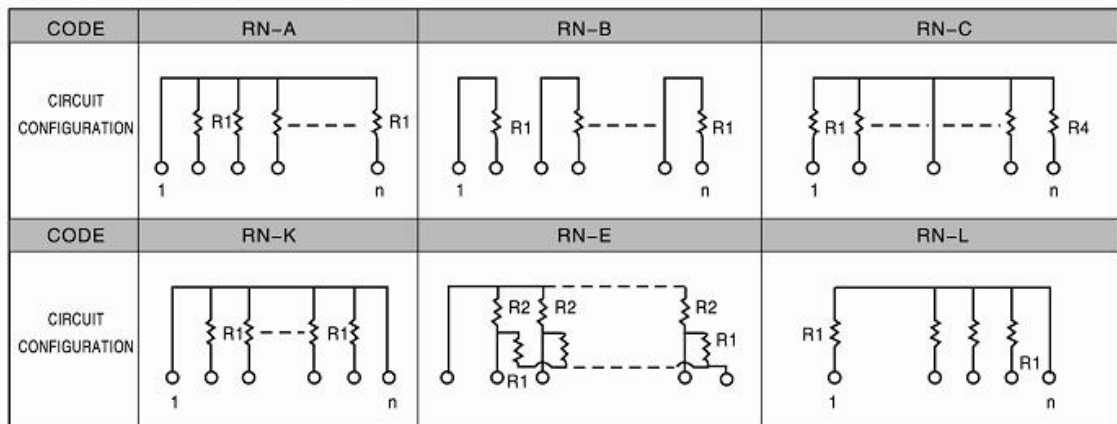 CODE RN-A RN-B RN-C
CIRCUIT
CONFIGURATION
R1 R1 R1 R1 R1 R4
1 n 1 n 1 n
CODE RN-K RN-E RN-L
CIRCUIT
CONFIGURATION
R2 R2 R2
R1 R1 R1 R1
R1 R1
1 n 1 n